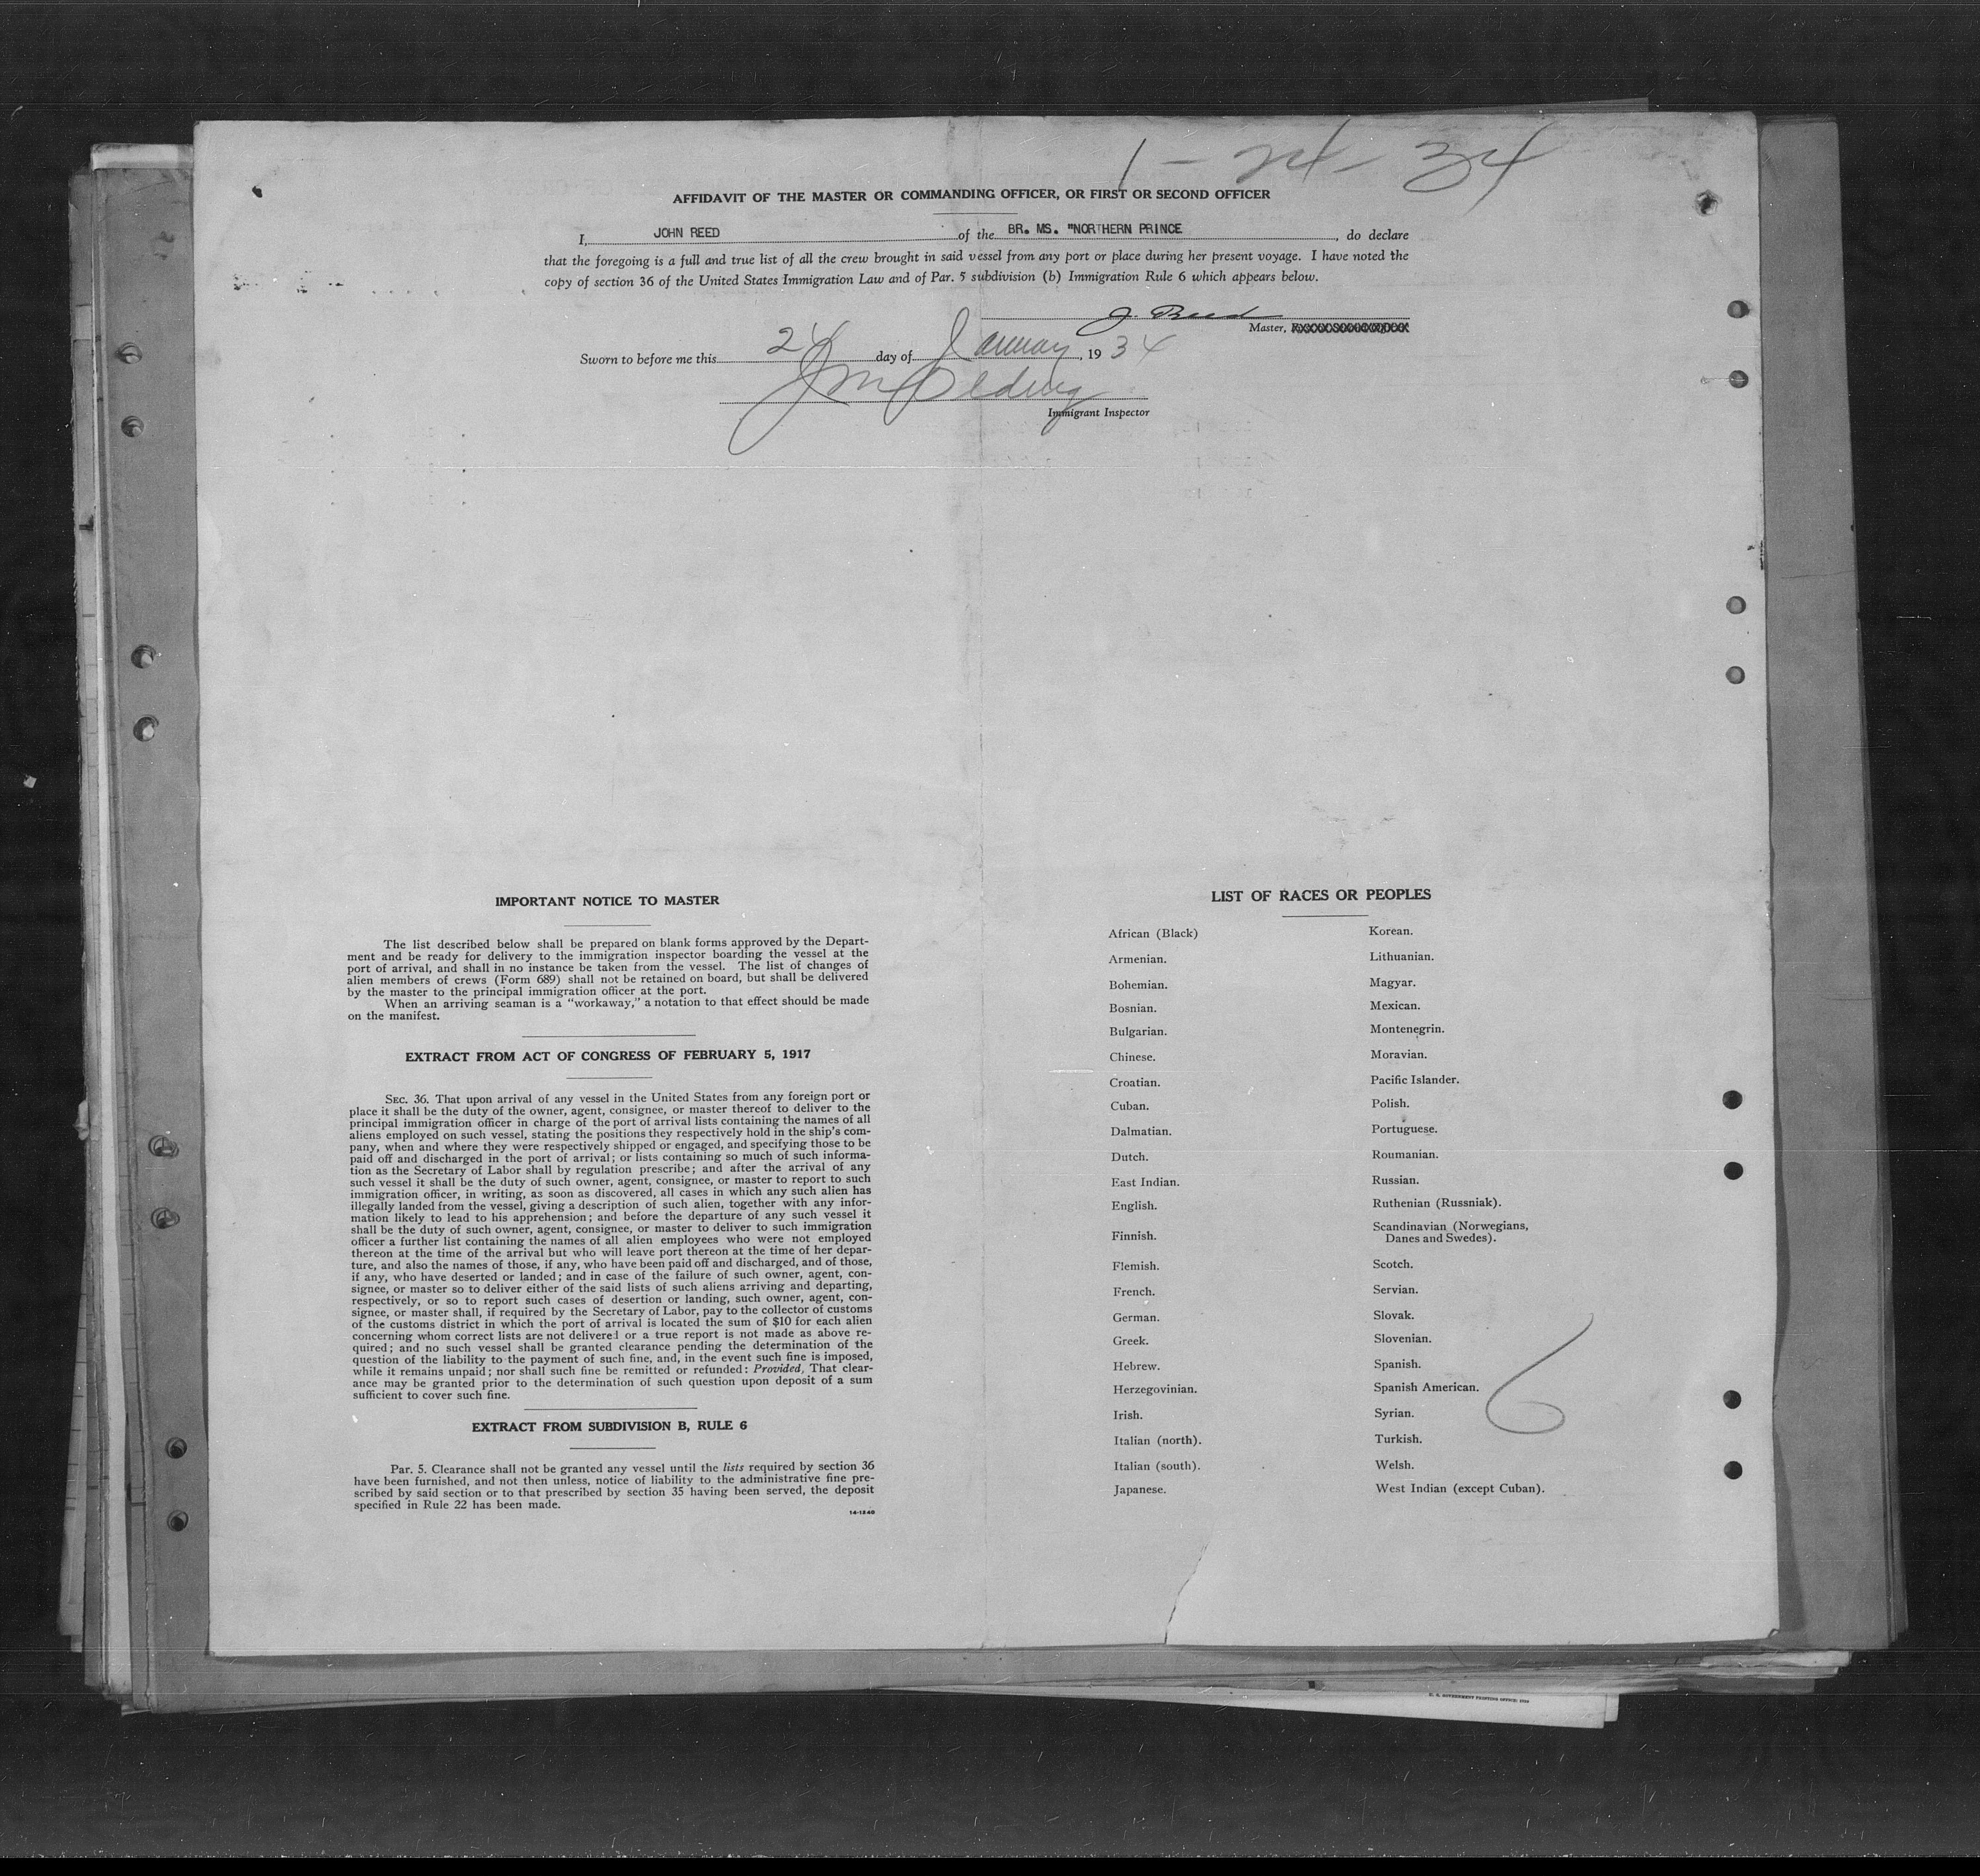 1-24-34
AFFIDAVIT OF THE MASTER OR COMMANDING OFFICER, OR FIRST OR SECOND OFFICER
I, JOHN REED of the BR. MS. "NORTHERN PRINCE, do declare
that the foregoing is a full and true list of all the crew brought in said vessel from any port or place during her present voyage. I have noted the
copy of section 36 of the United States Immigration Law and of Par. 5 subdivision (b) Immigration Rule 6 which appears below.
J. Reed
Master,
Sworn to before me this 24 day of January, 1934
Immigrant Inspector
IMPORTANT NOTICE TO MASTER
The list described below shall be prepared on blank forms approved by the Depart-
ment and be ready for delivery to the immigration inspector boarding the vessel at the
port of arrival, and shall in no instance be taken from the vessel. The list of changes of
alien members of crews (Form 689) shall not be retained on board, but shall be delivered
by the master to the principal immigration officer at the port.
When an arriving seaman is a "workaway," a notation to that effect should be made
on the manifest.
EXTRACT FROM ACT OF CONGRESS OF FEBRUARY 5, 1917
SEC. 36. That upon arrival of any vessel in the United States from any foreign port or
place it shall be the duty of the owner, agent, consignee, or master thereof to deliver to the
principal immigration officer in charge of the port of arrival lists containing the names of all
aliens employed on such vessel, stating the positions they respectively hold in the ship's com-
pany, when and where they were respectively shipped or engaged, and specifying those to be
paid off and discharged in the port of arrival; or lists containing so much of such informa-
tion as the Secretary of Labor shall by regulation prescribe; and after the arrival of any
such vessel it shall be the duty of such owner, agent, consignee, or master to report to such
immigration officer, in writing, as soon as discovered, all cases in which any such alien has
illegally landed from the vessel, giving a description of such alien, together with any infor-
mation likely to lead to his apprehension; and before the departure of any such vessel it
shall be the duty of such owner, agent, consignee, or master to deliver to such immigration
officer a further list containing the names of all alien employees who were not employed
thereon at the time of the arrival but who will leave port thereon at the time of her depar-
ture, and also the names of those, if any, who have been paid off and discharged, and of those,
if any, who have deserted or landed; and in case of the failure of such owner, agent, con-
signee, or master so to deliver either of the said lists of such aliens arriving and departing,
respectively, or so to report such cases of desertion or landing, such owner, agent, con-
signee, or master shall, if required by the Secretary of Labor, pay to the collector of customs
of the customs district in which the port of arrival is located the sum of $10 for each alien
concerning whom correct lists are not delivered or a true report is not made as above re-
quired; and no such vessel shall be granted clearance pending the determination of the
question of the liability to the payment of such fine, and, in the event such fine is imposed,
while it remains unpaid; nor shall such fine be remitted or refunded: Provided, That clear-
ance may be granted prior to the determination of such question upon deposit of a sum
sufficient to cover such fine.
EXTRACT FROM SUBDIVISION B, RULE 6
Par. 5. Clearance shall not be granted any vessel until the lists required by section 36
have been furnished, and not then unless, notice of liability to the administrative fine pre-
scribed by said section or to that prescribed by section 35 having been served, the deposit
specified in Rule 22 has been made.
14-1240
LIST OF RACES OR PEOPLES
African (Black)
Armenian.
Bohemian.
Bosnian.
Bulgarian.
Chinese.
Croatian.
Cuban.
Dalmatian.
Dutch.
East Indian.
English.
Finnish.
Flemish.
French.
German.
Greek.
Hebrew.
Herzegovinian.
Irish.
Italian (north).
Italian (south).
Japanese.
Korean.
Lithuanian.
Magyar.
Mexican.
Montenegrin.
Moravian.
Pacific Islander.
Polish.
Portuguese.
Roumanian.
Russian.
Ruthenian (Russniak).
Scandinavian (Norwegians,
Danes and Swedes).
Scotch.
Servian.
Slovak.
Slovenian.
Spanish.
Spanish American.
Syrian.
Turkish.
Welsh.
West Indian (except Cuban).
6